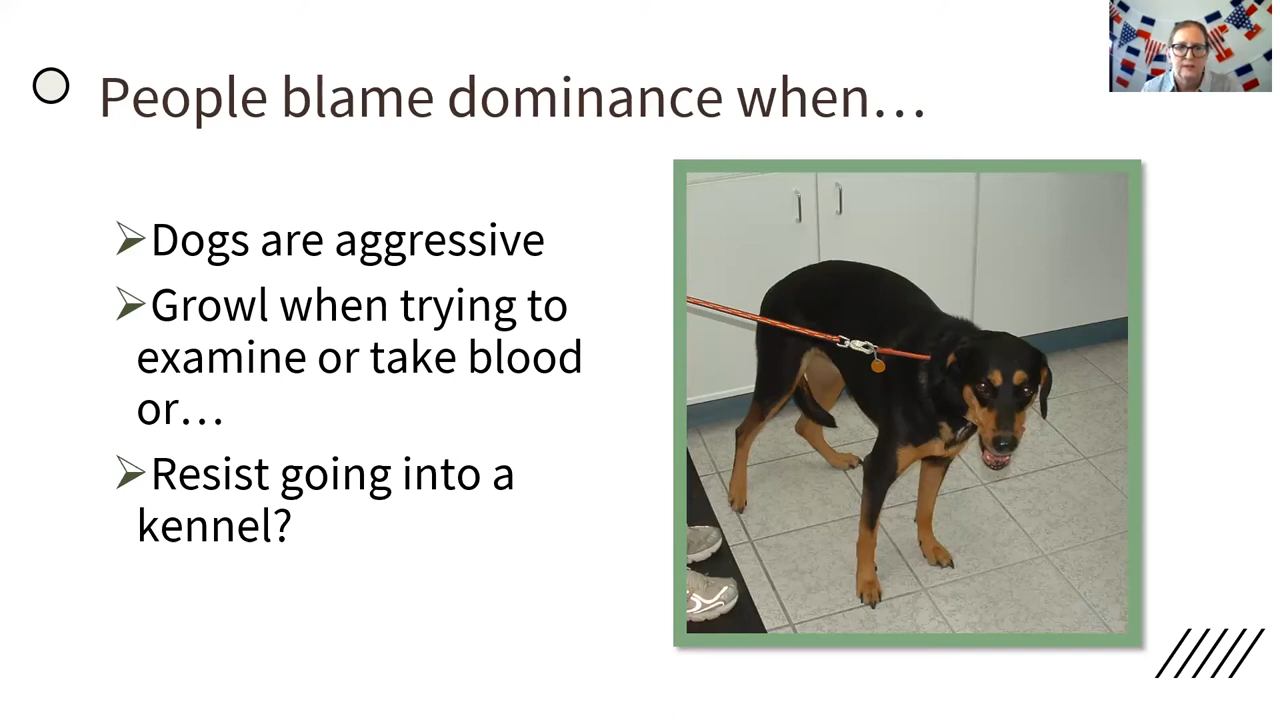 People blame dominance when…
Dogs are aggressive
Growl when trying to
examine or take blood
or…
Resist going into a
kennel?